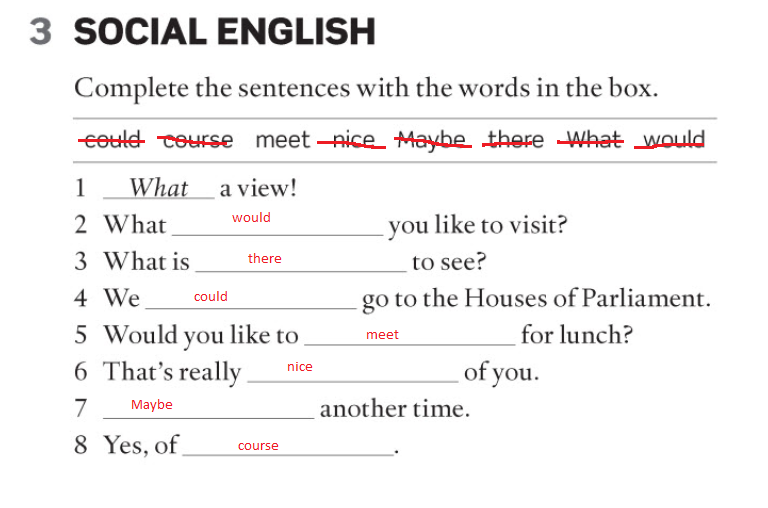 3 SOCIAL ENGLISH
Complete the sentences with the words in the box.
could course meet nice Maybe there What would
1 What a view!
2 What would you like to visit?
3 What is there to see?
4 We could go to the Houses of Parliament.
5 Would you like to meet for lunch?
6 That's really nice of you.
7 Maybe another time.
8 Yes, of course.